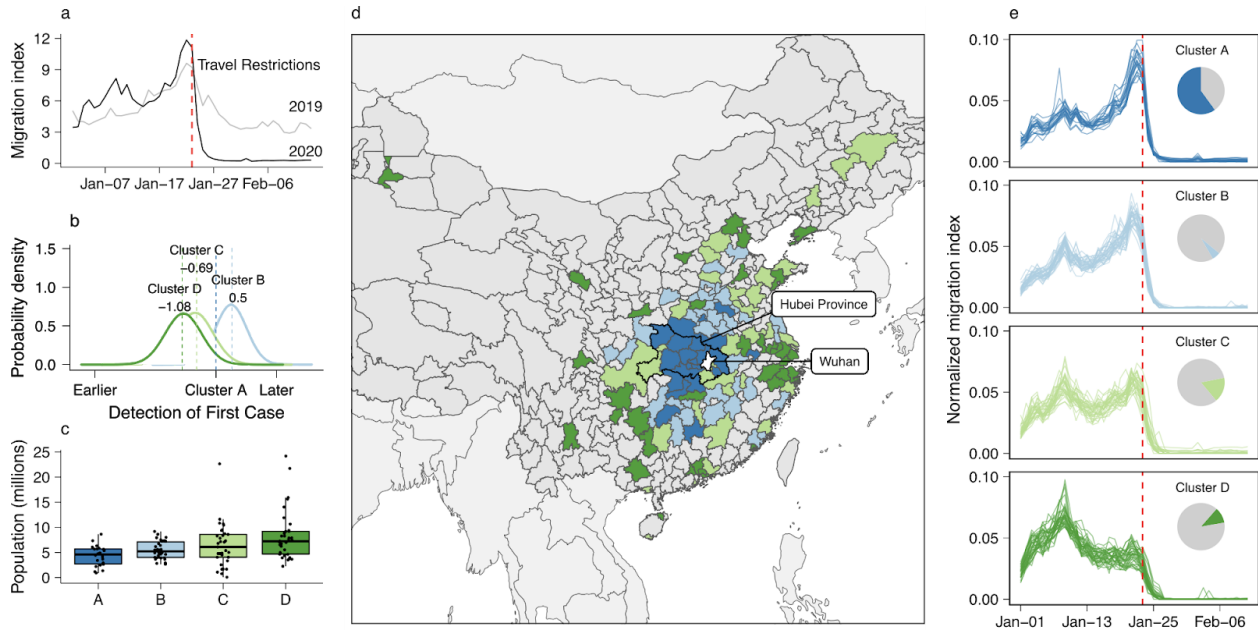 a
Migration index
12
9
6
3
0
Travel Restrictions
2019
2020
Jan−07
Jan−17
Jan−27
Feb−06
b
Probability density
1.5
1.0
0.5
0.0
Cluster C
−0.69
Cluster B
0.5
Cluster D
−1.08
Earlier
Cluster A
Later
Detection of First Case
c
Population (millions)
25
20
15
10
5
0
A
B
C
D
d
Hubei Province
Wuhan
e
Normalized migration index
0.10
0.05
0.00
Cluster A
0.10
0.05
0.00
Cluster B
0.10
0.05
0.00
Cluster C
0.10
0.05
0.00
Cluster D
Jan−01
Jan−13
Jan−25
Feb−06